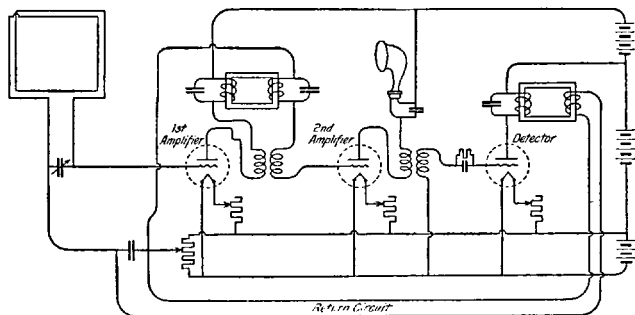 1st
Amplifier
2nd
Amplifier
Detector
Return Circuit